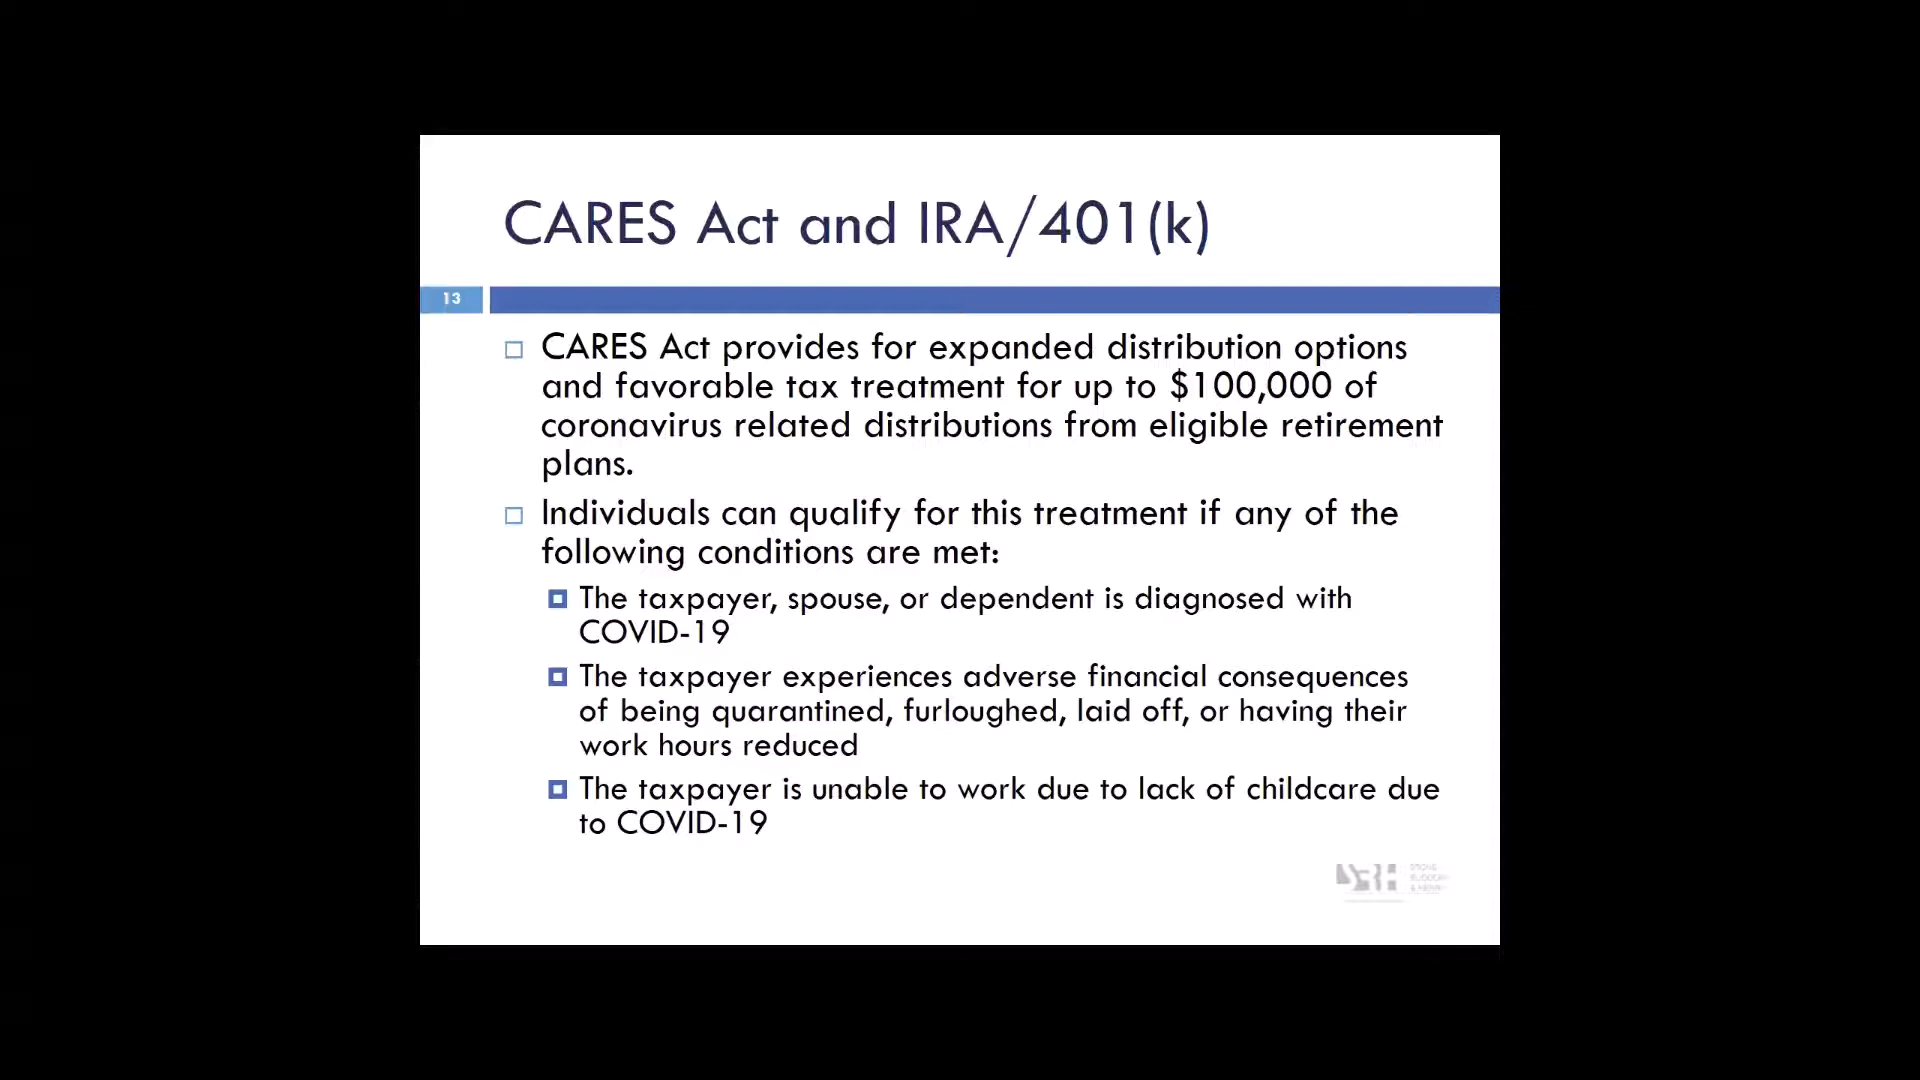 CARES Act and IRA/401(k)
13
CARES Act provides for expanded distribution options
and favorable tax treatment for up to $100,000 of
coronavirus related distributions from eligible retirement
plans.
Individuals can qualify for this treatment if any of the
following conditions are met:
The taxpayer, spouse, or dependent is diagnosed with
COVID-19
The taxpayer experiences adverse financial consequences
of being quarantined, furloughed, laid off, or having their
work hours reduced
The taxpayer is unable to work due to lack of childcare due
to COVID-19